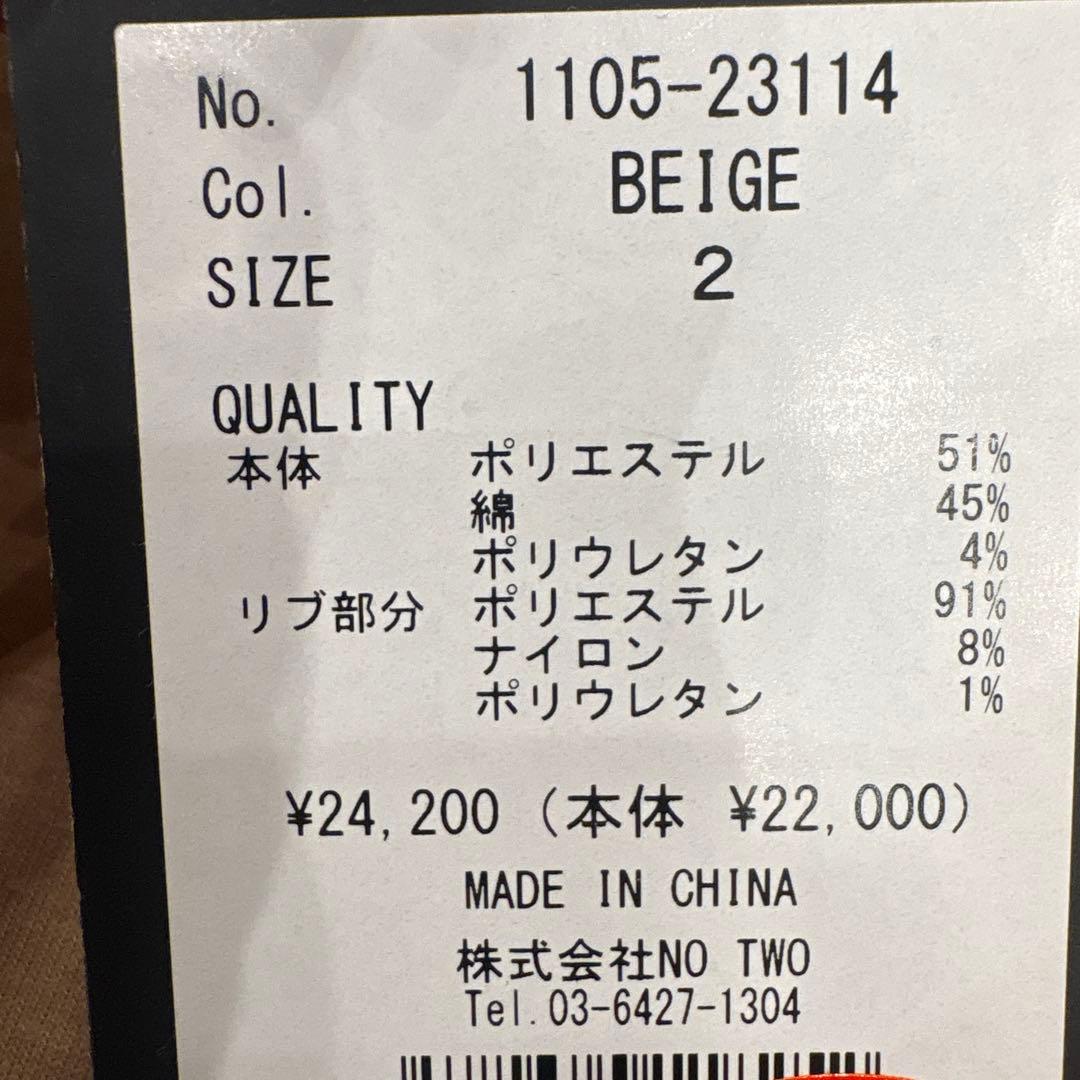 No. 1105-23114
Col. BEIGE
SIZE 2
QUALITY
本体 ポリエステル 51%
綿 45%
ポリウレタン 4%
リブ部分 ポリエステル 91%
ナイロン 8%
ポリウレタン 1%
¥24,200 (本体 ¥22,000)
MADE IN CHINA
株式会社NO TWO
Tel.03-6427-1304